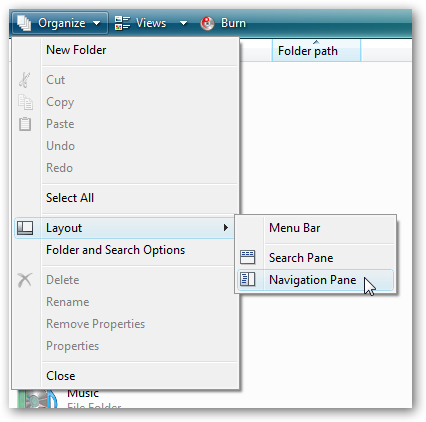 Organize Views Burn
Folder path
New Folder
Cut
Copy
Paste
Undo
Redo
Select All
Layout
Folder and Search Options
Delete
Rename
Remove Properties
Properties
Close
Menu Bar
Search Pane
Navigation Pane
Music
File Folder